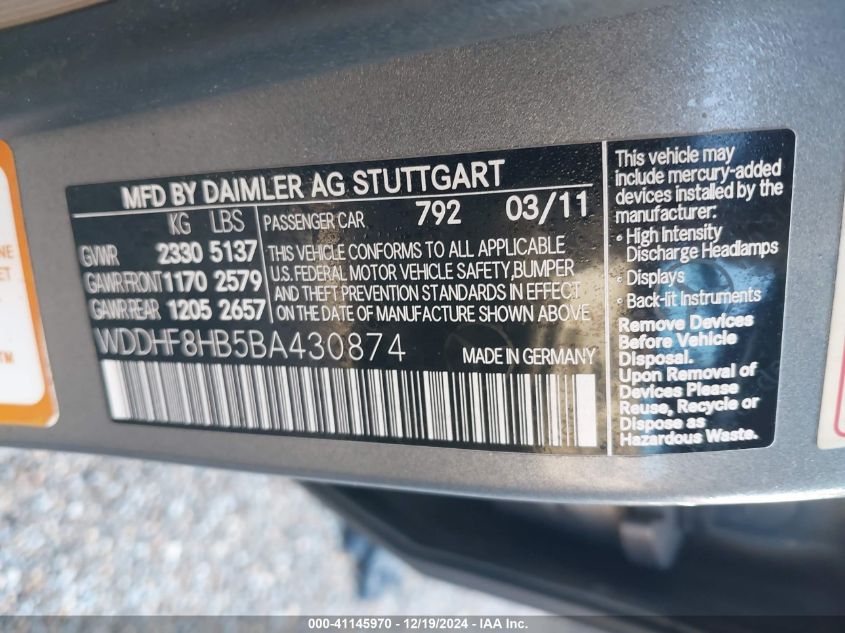 MFD BY DAIMLER AG STUTTGART
KG LBS
GVWR 2330 5137
GAWR FRONT 1170 2579
GAWR REAR 1205 2657
PASSENGER CAR 792 03/11
THIS VEHICLE CONFORMS TO ALL APPLICABLE
U.S. FEDERAL MOTOR VEHICLE SAFETY, BUMPER
AND THEFT PREVENTION STANDARDS IN EFFECT
ON THE DATE OF MANUFACTURE SHOWN ABOVE
WDDHF8HB5BA430874
MADE IN GERMANY
This vehicle may
include mercury-added
devices installed by the
manufacturer:
• High Intensity
Discharge Headlamps
• Displays
• Back-lit Instruments
Remove Devices
Before Vehicle
Disposal.
Upon Removal of
Devices Please
Reuse, Recycle or
Dispose as
Hazardous Waste.
NE
ET
TM
000-41145970 - 12/19/2024 - IAA Inc.